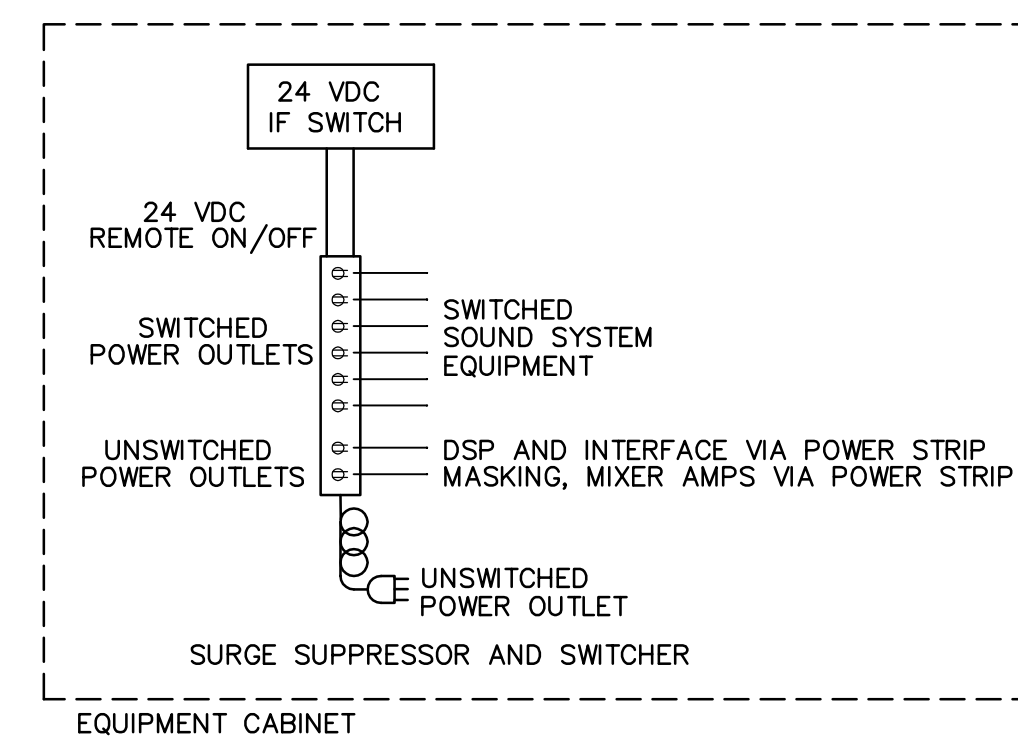 24 VDC
IF SWITCH
24 VDC
REMOTE ON/OFF
SWITCHED
POWER OUTLETS
SWITCHED
SOUND SYSTEM
EQUIPMENT
UNSWITCHED
POWER OUTLETS
DSP AND INTERFACE VIA POWER STRIP
MASKING, MIXER AMPS VIA POWER STRIP
UNSWITCHED
POWER OUTLET
SURGE SUPPRESSOR AND SWITCHER
EQUIPMENT CABINET